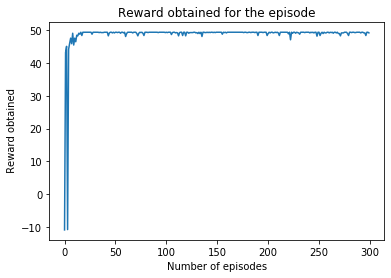 Reward obtained for the episode
50
40
30
20
10
0
−10
Reward obtained
0 50 100 150 200 250 300
Number of episodes